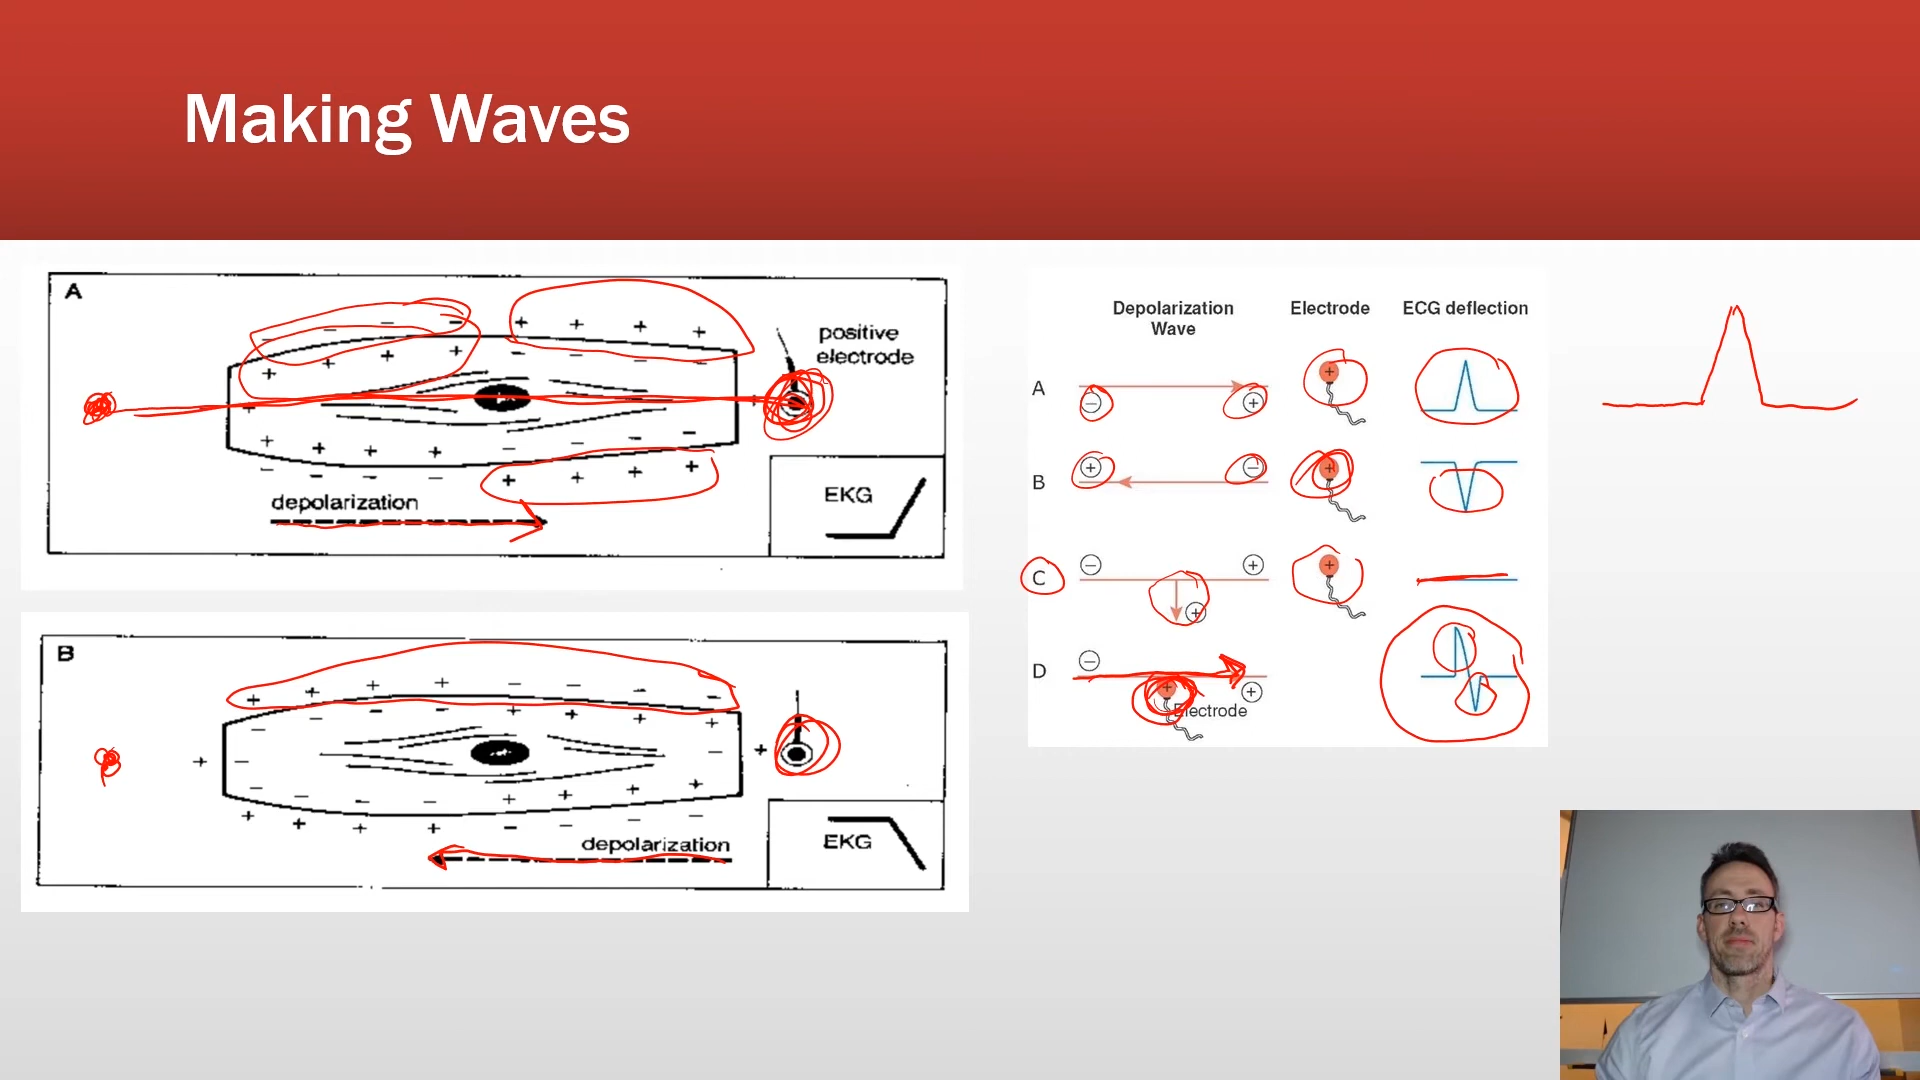 Making Waves
A
positive
electrode
depolarization
EKG
B
depolarization
EKG
Depolarization
Wave
Electrode
ECG deflection
A
B
C
D
Electrode